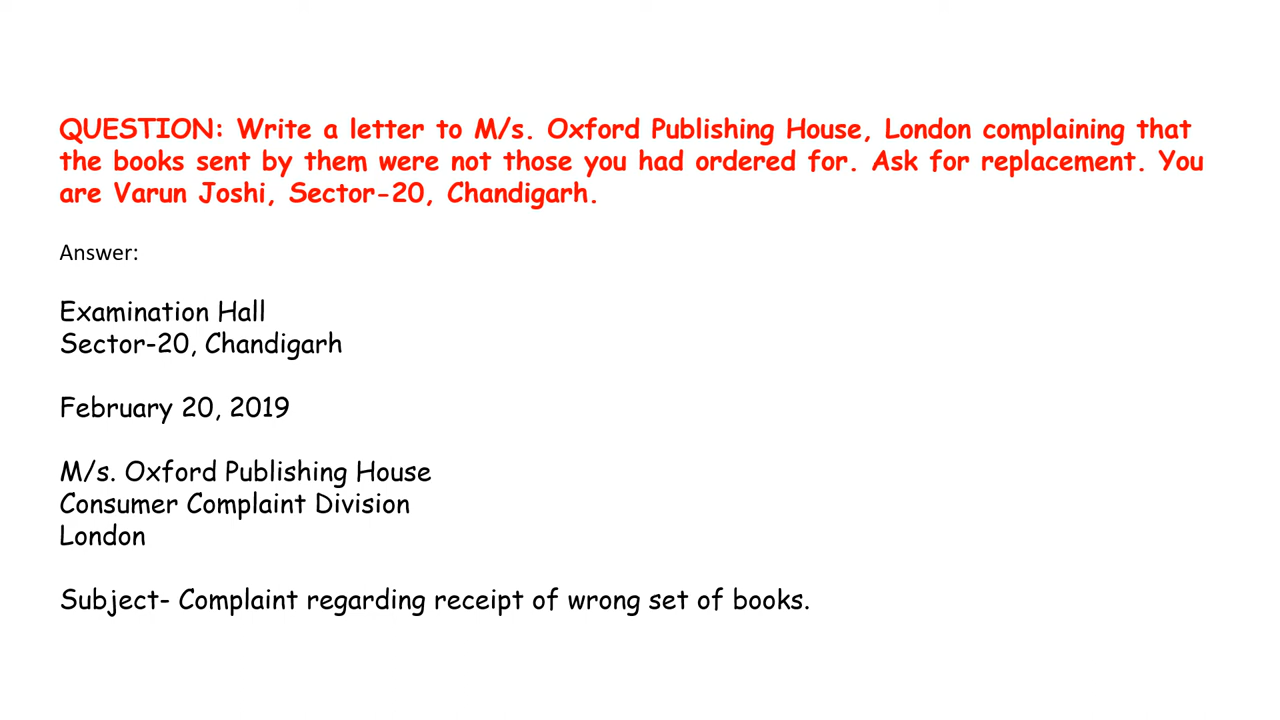 QUESTION: Write a letter to M/s. Oxford Publishing House, London complaining that
the books sent by them were not those you had ordered for. Ask for replacement. You
are Varun Joshi, Sector-20, Chandigarh.
Answer:
Examination Hall
Sector-20, Chandigarh
February 20, 2019
M/s. Oxford Publishing House
Consumer Complaint Division
London
Subject- Complaint regarding receipt of wrong set of books.